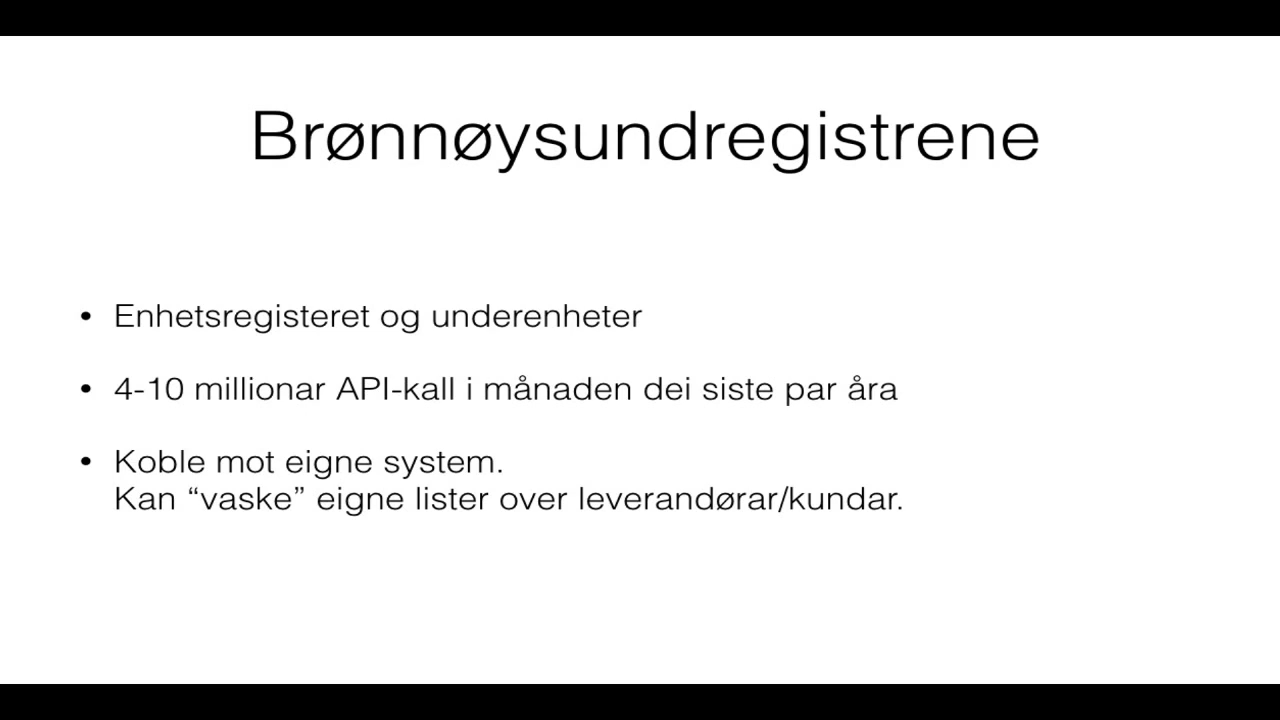 Brønnøysundregistrene
• Enhetsregisteret og underenheter
• 4-10 millionar API-kall i månaden dei siste par åra
• Koble mot eigne system.
Kan “vaske” eigne lister over leverandørar/kundar.